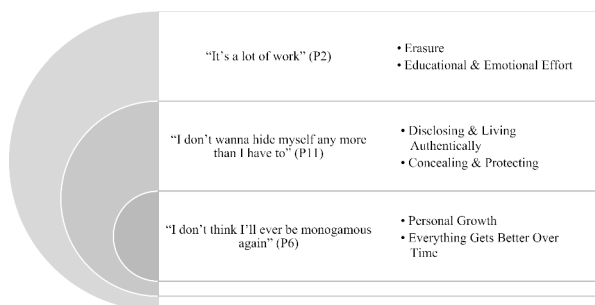 “It’s a lot of work” (P2)
• Erasure
• Educational & Emotional Effort
“I don’t wanna hide myself any more
than I have to” (P11)
• Disclosing & Living
Authentically
• Concealing & Protecting
“I don’t think I’ll ever be monogamous
again” (P6)
• Personal Growth
• Everything Gets Better Over
Time